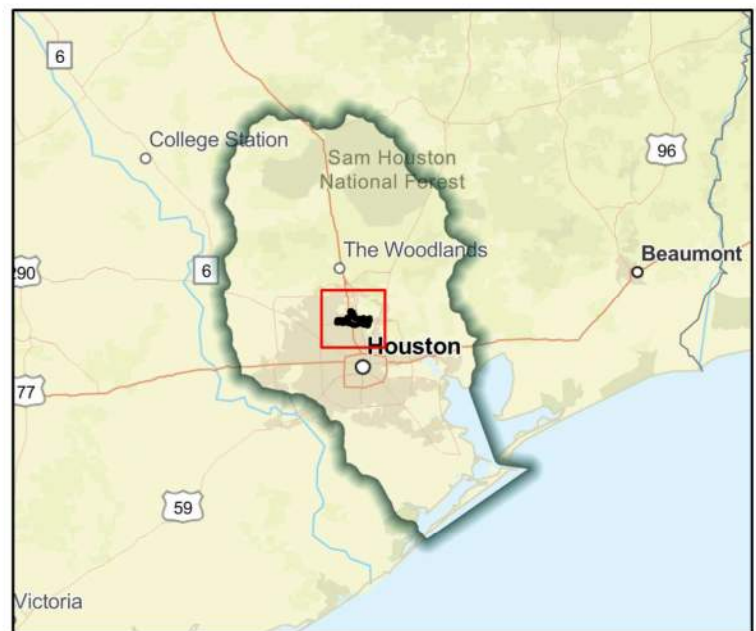 6
College Station
Sam Houston
National Forest
96
The Woodlands
Beaumont
290
6
Houston
77
59
Victoria